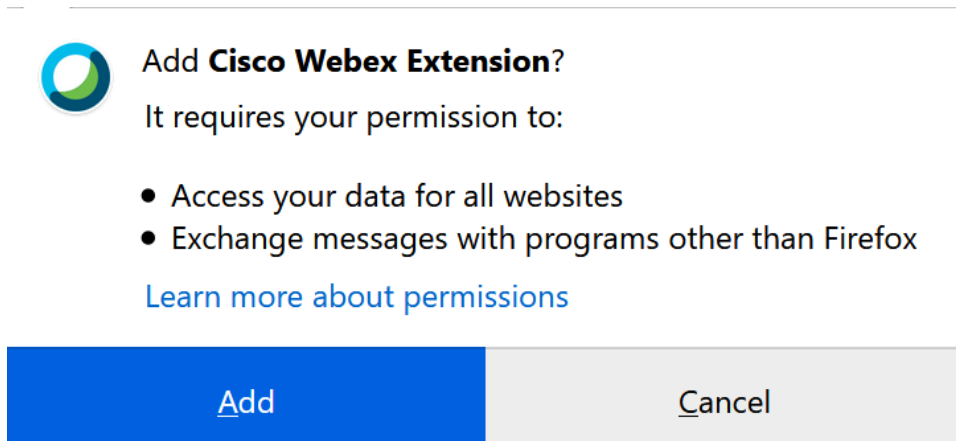 Add Cisco Webex Extension?
It requires your permission to:
• Access your data for all websites
• Exchange messages with programs other than Firefox
Learn more about permissions
Add
Cancel